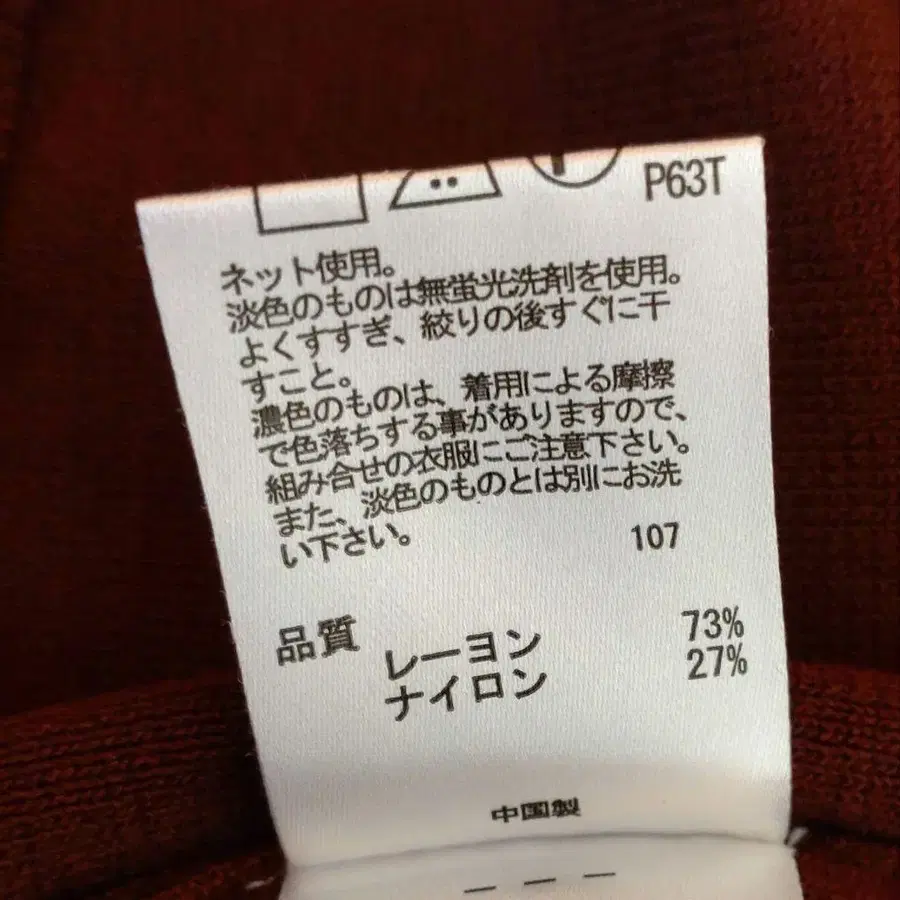 P63T
ネット使用。
淡色のものは無蛍光洗剤を使用。
よくすすぎ、絞りの後すぐに干
すこと。
濃色のものは、着用による摩擦
で色落ちする事がありますので、
組み合せの衣服にご注意下さい。
また、淡色のものとは別にお洗
い下さい。
107
品質
レーヨン 73%
ナイロン 27%
中国製